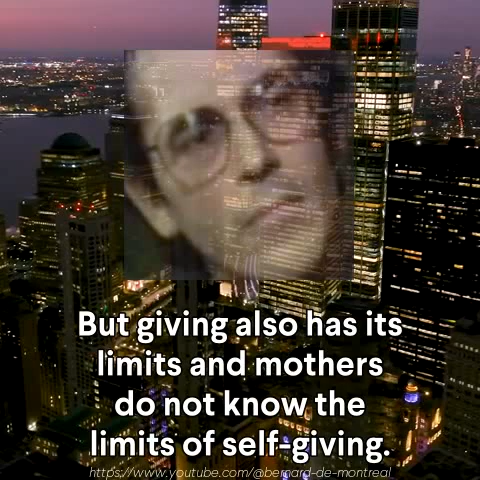 But giving also has its
limits and mothers
do not know the
limits of self-giving.
https://www.youtube.com/@bernard-de-montreal